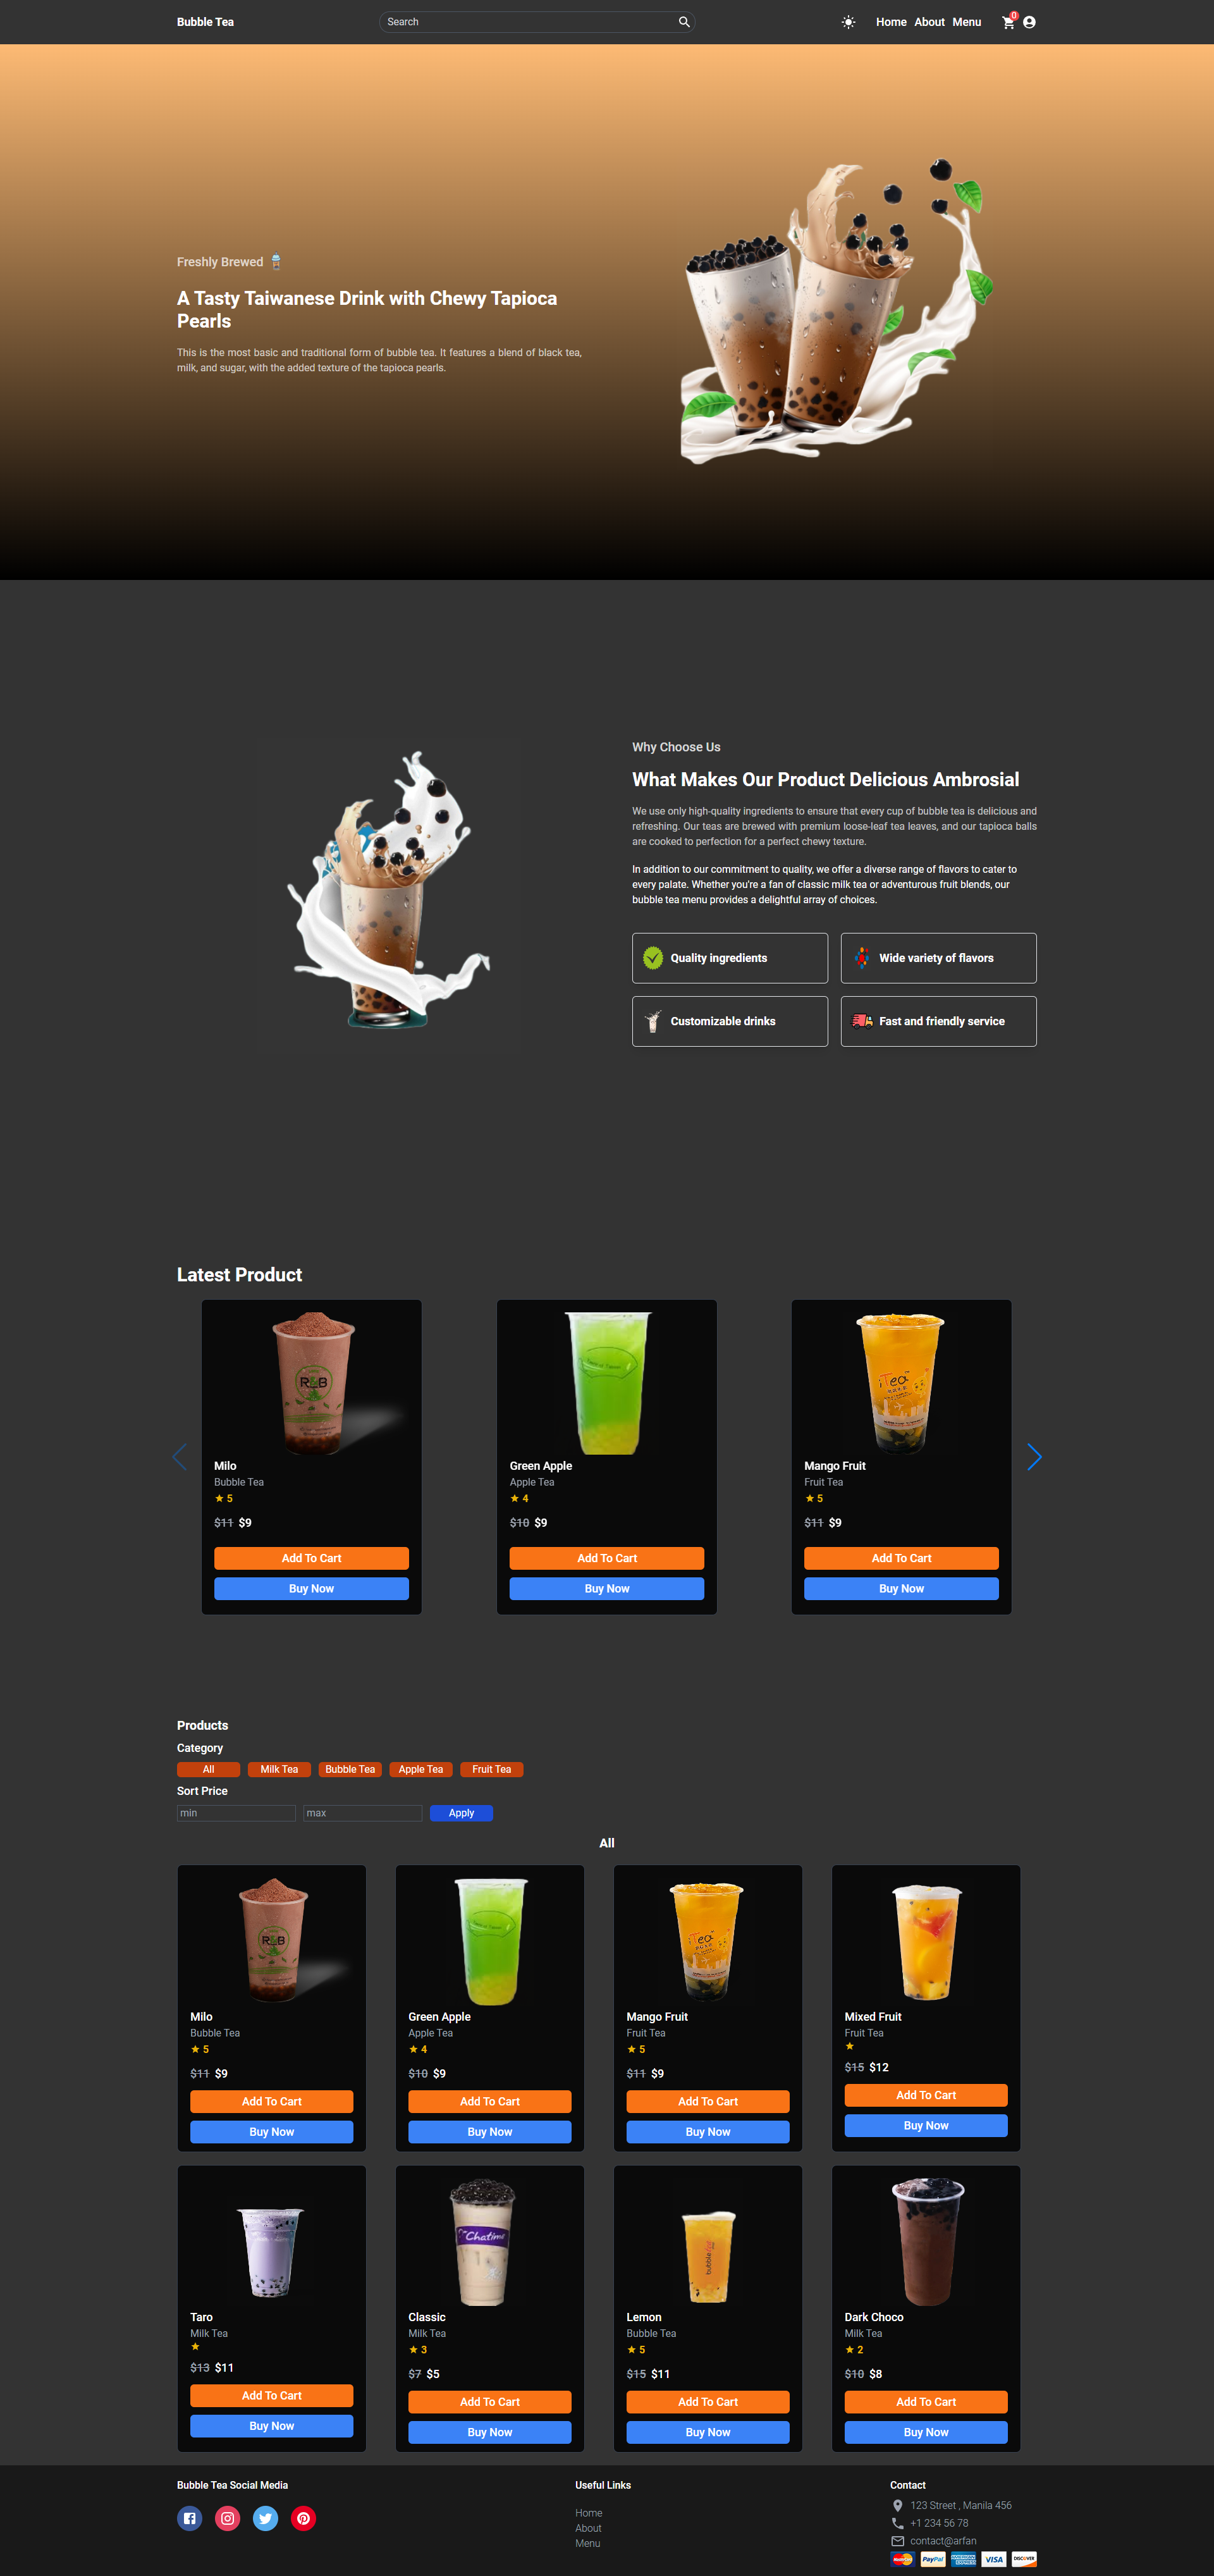 Bubble Tea
Search
Home About Menu
0
Freshly Brewed
A Tasty Taiwanese Drink with Chewy Tapioca
Pearls
This is the most basic and traditional form of bubble tea. It features a blend of black tea,
milk, and sugar, with the added texture of the tapioca pearls.
Why Choose Us
What Makes Our Product Delicious Ambrosial
We use only high-quality ingredients to ensure that every cup of bubble tea is delicious and
refreshing. Our teas are brewed with premium loose-leaf tea leaves, and our tapioca balls
are cooked to perfection for a perfect chewy texture.
In addition to our commitment to quality, we offer a diverse range of flavors to cater to
every palate. Whether you're a fan of classic milk tea or adventurous fruit blends, our
bubble tea menu provides a delightful array of choices.
Quality ingredients
Wide variety of flavors
Customizable drinks
Fast and friendly service
Latest Product
R&B
Milo
Bubble Tea
5
$11 $9
Add To Cart
Buy Now
Green Apple
Apple Tea
4
$10 $9
Add To Cart
Buy Now
iTea
Mango Fruit
Fruit Tea
5
$11 $9
Add To Cart
Buy Now
Products
Category
All Milk Tea Bubble Tea Apple Tea Fruit Tea
Sort Price
min max Apply
All
R&B
Milo
Bubble Tea
5
$11 $9
Add To Cart
Buy Now
Green Apple
Apple Tea
4
$10 $9
Add To Cart
Buy Now
iTea
Mango Fruit
Fruit Tea
5
$11 $9
Add To Cart
Buy Now
Mixed Fruit
Fruit Tea
$15 $12
Add To Cart
Buy Now
Taro
Milk Tea
$13 $11
Add To Cart
Buy Now
Chatime
Classic
Milk Tea
3
$7 $5
Add To Cart
Buy Now
bubble
Lemon
Bubble Tea
5
$15 $11
Add To Cart
Buy Now
Dark Choco
Milk Tea
2
$10 $8
Add To Cart
Buy Now
Bubble Tea Social Media
Useful Links
Home
About
Menu
Contact
123 Street , Manila 456
+1 234 56 78
contact@arfan
MasterCard PayPal AMERICAN EXPRESS VISA DISCOVER